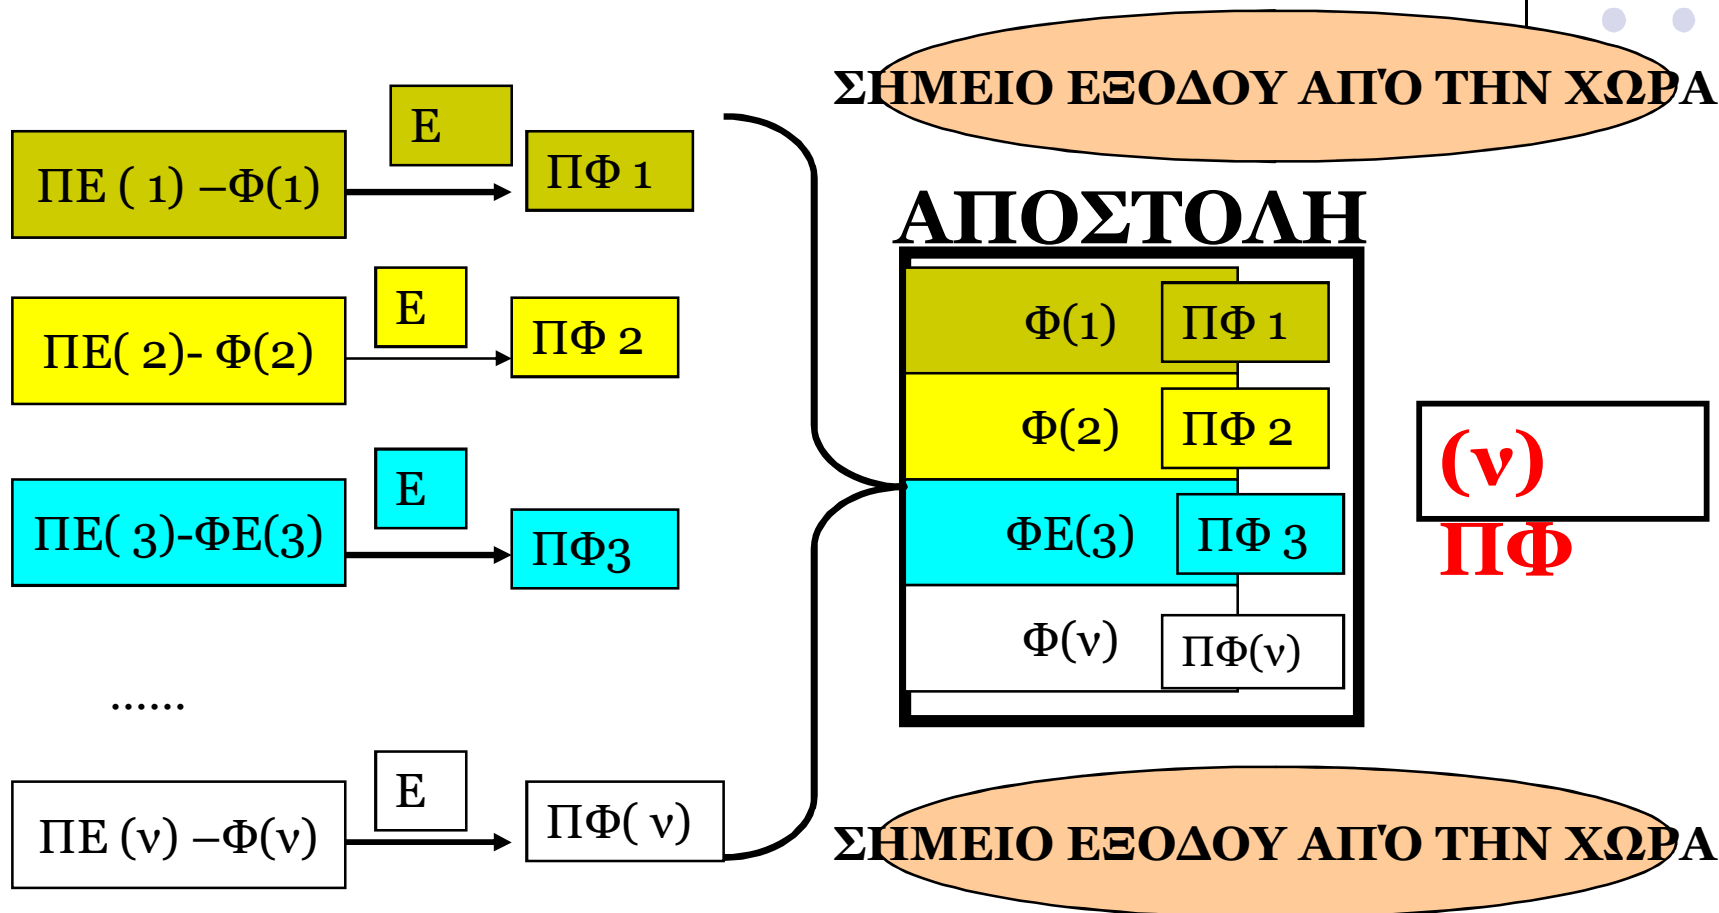 ΣΗΜΕΙΟ ΕΞΟΔΟΥ ΑΠΌ ΤΗΝ ΧΩΡΑ
Ε
ΠΕ ( 1) –Φ(1)
ΠΦ 1
ΑΠΟΣΤΟΛΗ
Ε
ΠΕ( 2)- Φ(2)
ΠΦ 2
Φ(1)
ΠΦ 1
Φ(2)
ΠΦ 2
Ε
ΠΕ( 3)-ΦΕ(3)
ΠΦ3
ΦΕ(3)
ΠΦ 3
(ν)
ΠΦ
Φ(ν)
ΠΦ(ν)
......
Ε
ΠΕ (ν) –Φ(ν)
ΠΦ( ν)
ΣΗΜΕΙΟ ΕΞΟΔΟΥ ΑΠΌ ΤΗΝ ΧΩΡΑ